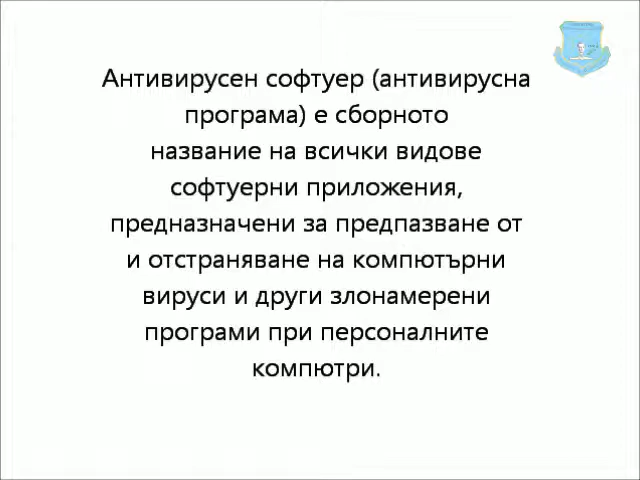 Антивирусен софтуер (антивирусна
програма) е сборното
название на всички видове
софтуерни приложения,
предназначени за предпазване от
и отстраняване на компютърни
вируси и други злонамерени
програми при персоналните
компютри.